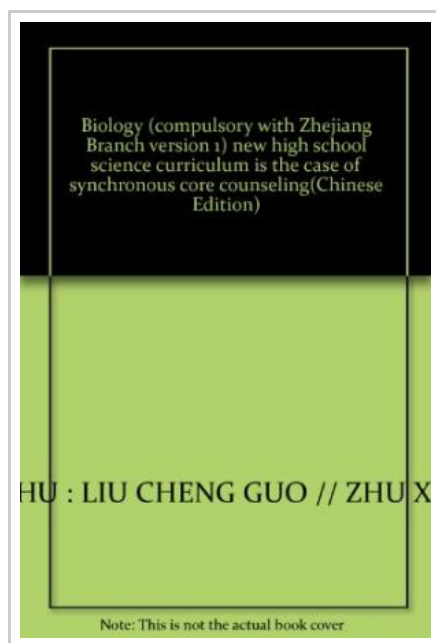 Biology (compulsory with Zhejiang
Branch version 1) new high school
science curriculum is the case of
synchronous core counseling(Chinese
Edition)
HU : LIU CHENG GUO // ZHU X
Note: This is not the actual book cover